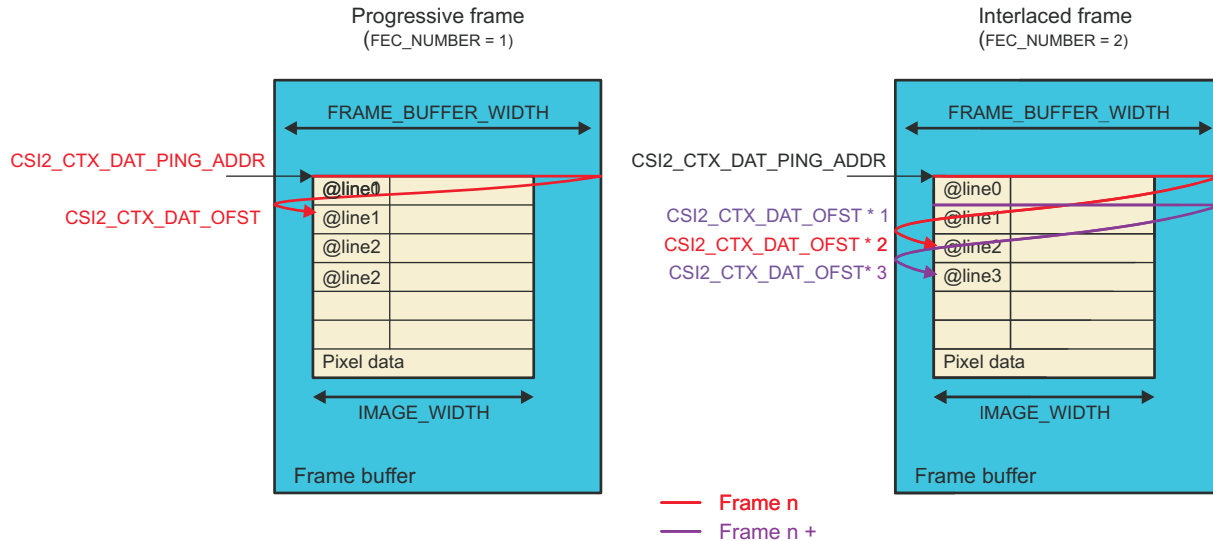 Progressive frame
(FEC_NUMBER = 1)
FRAME_BUFFER_WIDTH
CSI2_CTX_DAT_PING_ADDR
CSI2_CTX_DAT_OFST
@line0
@line1
@line2
@line2
Pixel data
IMAGE_WIDTH
Frame buffer
Interlaced frame
(FEC_NUMBER = 2)
FRAME_BUFFER_WIDTH
CSI2_CTX_DAT_PING_ADDR
CSI2_CTX_DAT_OFST * 1
CSI2_CTX_DAT_OFST * 2
CSI2_CTX_DAT_OFST* 3
@line0
@line1
@line2
@line3
Pixel data
IMAGE_WIDTH
Frame buffer
Frame n
Frame n +